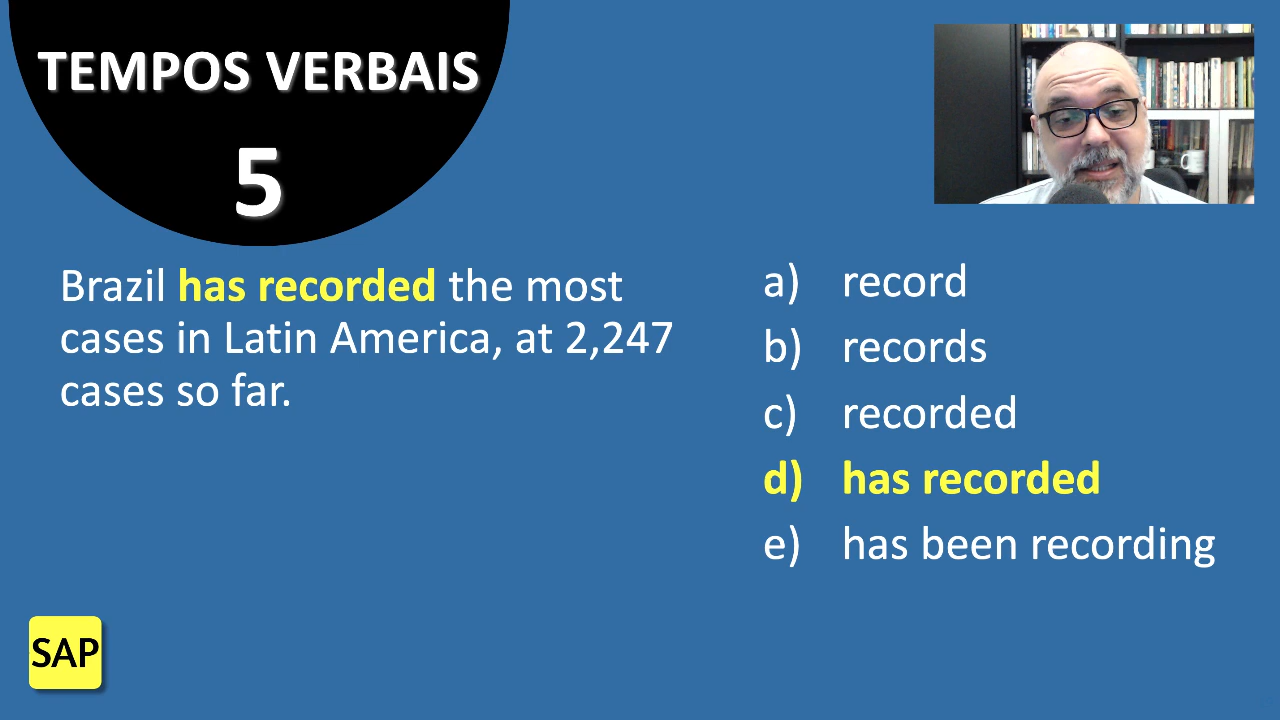 TEMPOS VERBAIS
5
Brazil has recorded the most
cases in Latin America, at 2,247
cases so far.
a) record
b) records
c) recorded
d) has recorded
e) has been recording
SAP